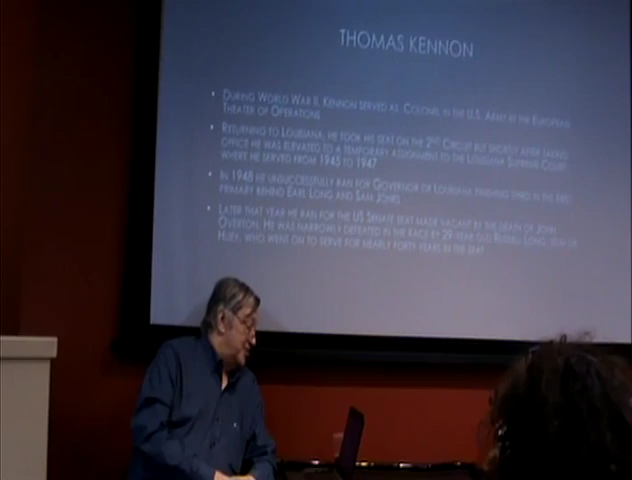 THOMAS KENNON
• DURING WORLD WAR II, KENNON SERVED AS COLONEL IN THE U.S. ARMY IN THE EUROPEAN
THEATER OF OPERATIONS
• RETURNING TO LOUISIANA, HE TOOK HIS SEAT ON THE 2ND CIRCUIT BUT SHORTLY AFTER TAKING
OFFICE HE WAS ELEVATED TO A TEMPORARY ASSIGNMENT TO THE LOUISIANA SUPREME COURT
WHERE HE SERVED FROM 1945 TO 1947
• IN 1948 HE UNSUCCESSFULLY RAN FOR GOVERNOR OF LOUISIANA FINISHING THIRD IN THE FIRST
PRIMARY BEHIND EARL LONG AND SAM JONES
• LATER THAT YEAR HE RAN FOR THE US SENATE SEAT MADE VACANT BY THE DEATH OF JOHN
OVERTON. HE WAS NARROWLY DEFEATED IN THE RACE BY 29 YEAR OLD RUSSELL LONG, SON OF
HUEY, WHO WENT ON TO SERVE FOR NEARLY FORTY YEARS IN THE SEAT